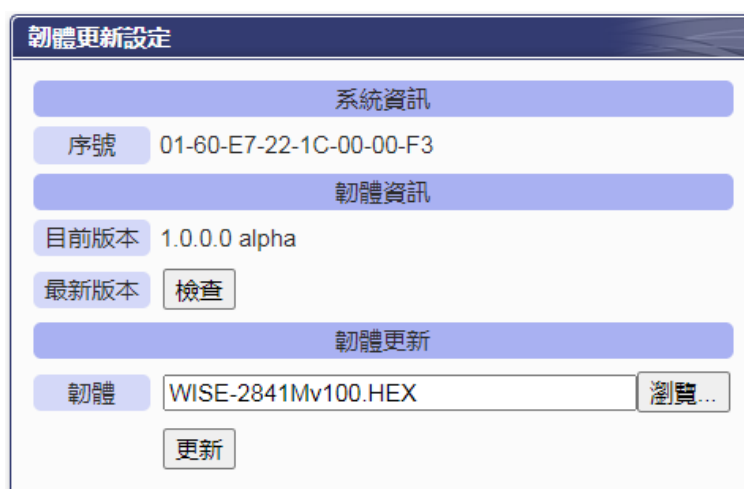 韌體更新設定
系統資訊
序號 01-60-E7-22-1C-00-00-F3
韌體資訊
目前版本 1.0.0.0 alpha
最新版本 檢查
韌體更新
韌體 WISE-2841Mv100.HEX 瀏覽...
更新